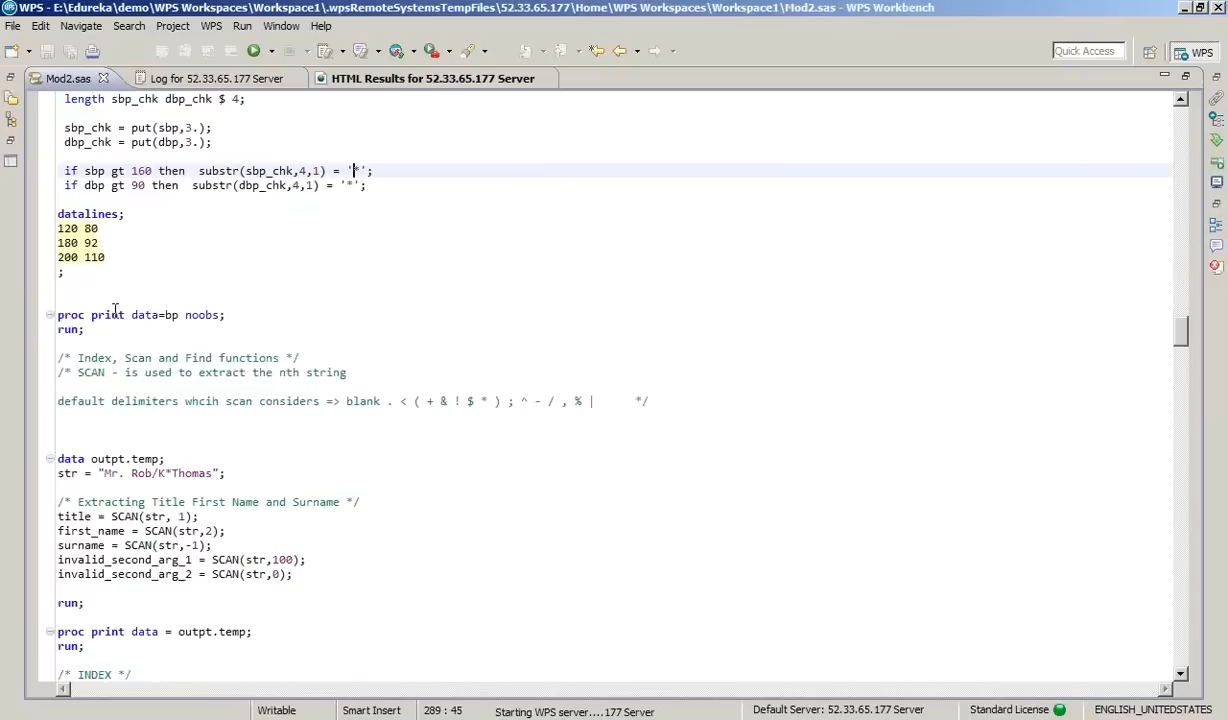 WPS - E:\Edureka\demo\WPS Workspaces\Workspace1\.wpsRemoteSystemsTempFiles\52.33.65.177\Home\WPS Workspaces\Workspace1\Mod2.sas - WPS Workbench
File Edit Navigate Search Project WPS Run Window Help
Quick Access
WPS
Mod2.sas
Log for 52.33.65.177 Server
HTML Results for 52.33.65.177 Server
length sbp_chk dbp_chk $ 4;
sbp_chk = put(sbp,3.);
dbp_chk = put(dbp,3.);
if sbp gt 160 then  substr(sbp_chk,4,1) = '*';
if dbp gt 90 then  substr(dbp_chk,4,1) = '*';
datalines;
120 80
180 92
200 110
;
proc print data=bp noobs;
run;
/* Index, Scan and Find functions */
/* SCAN - is used to extract the nth string
default delimiters whcih scan considers => blank . < ( + & ! $ * ) ; ^ - / , % |      */
data outpt.temp;
str = "Mr. Rob/K*Thomas";
/* Extracting Title First Name and Surname */
title = SCAN(str, 1);
first_name = SCAN(str,2);
surname = SCAN(str,-1);
invalid_second_arg_1 = SCAN(str,100);
invalid_second_arg_2 = SCAN(str,0);
run;
proc print data = outpt.temp;
run;
/* INDEX */
Writable
Smart Insert
289 : 45
Starting WPS server....177 Server
Default Server: 52.33.65.177 Server
Standard License
ENGLISH_UNITEDSTATES